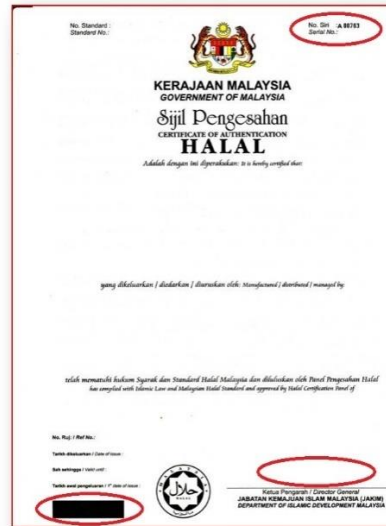 No. Standard :
Standard No.:
No. Siri : A 00763
Serial No.:
KERAJAAN MALAYSIA
GOVERNMENT OF MALAYSIA
Sijil Pengesahan
CERTIFICATE OF AUTHENTICATION
HALAL
Adalah dengan ini diperakukan: It is hereby certified that:
yang dikeluarkan / diedarkan / diuruskan oleh: Manufactured / distributed / managed by:
telah mematuhi hukum Syarak dan Standard Halal Malaysia dan diluluskan oleh Panel Pengesahan Halal
has complied with Islamic Law and Malaysian Halal Standard and approved by Halal Certification Panel of
No. Ruj / Ref No.:
Tarikh dikeluarkan / Date of issue :
Sah sehingga / Valid until :
Tarikh awal pengeluaran / 1st date of issue :
حلال
HALAL
Ketua Pengarah / Director General
JABATAN KEMAJUAN ISLAM MALAYSIA (JAKIM)
DEPARTMENT OF ISLAMIC DEVELOPMENT MALAYSIA